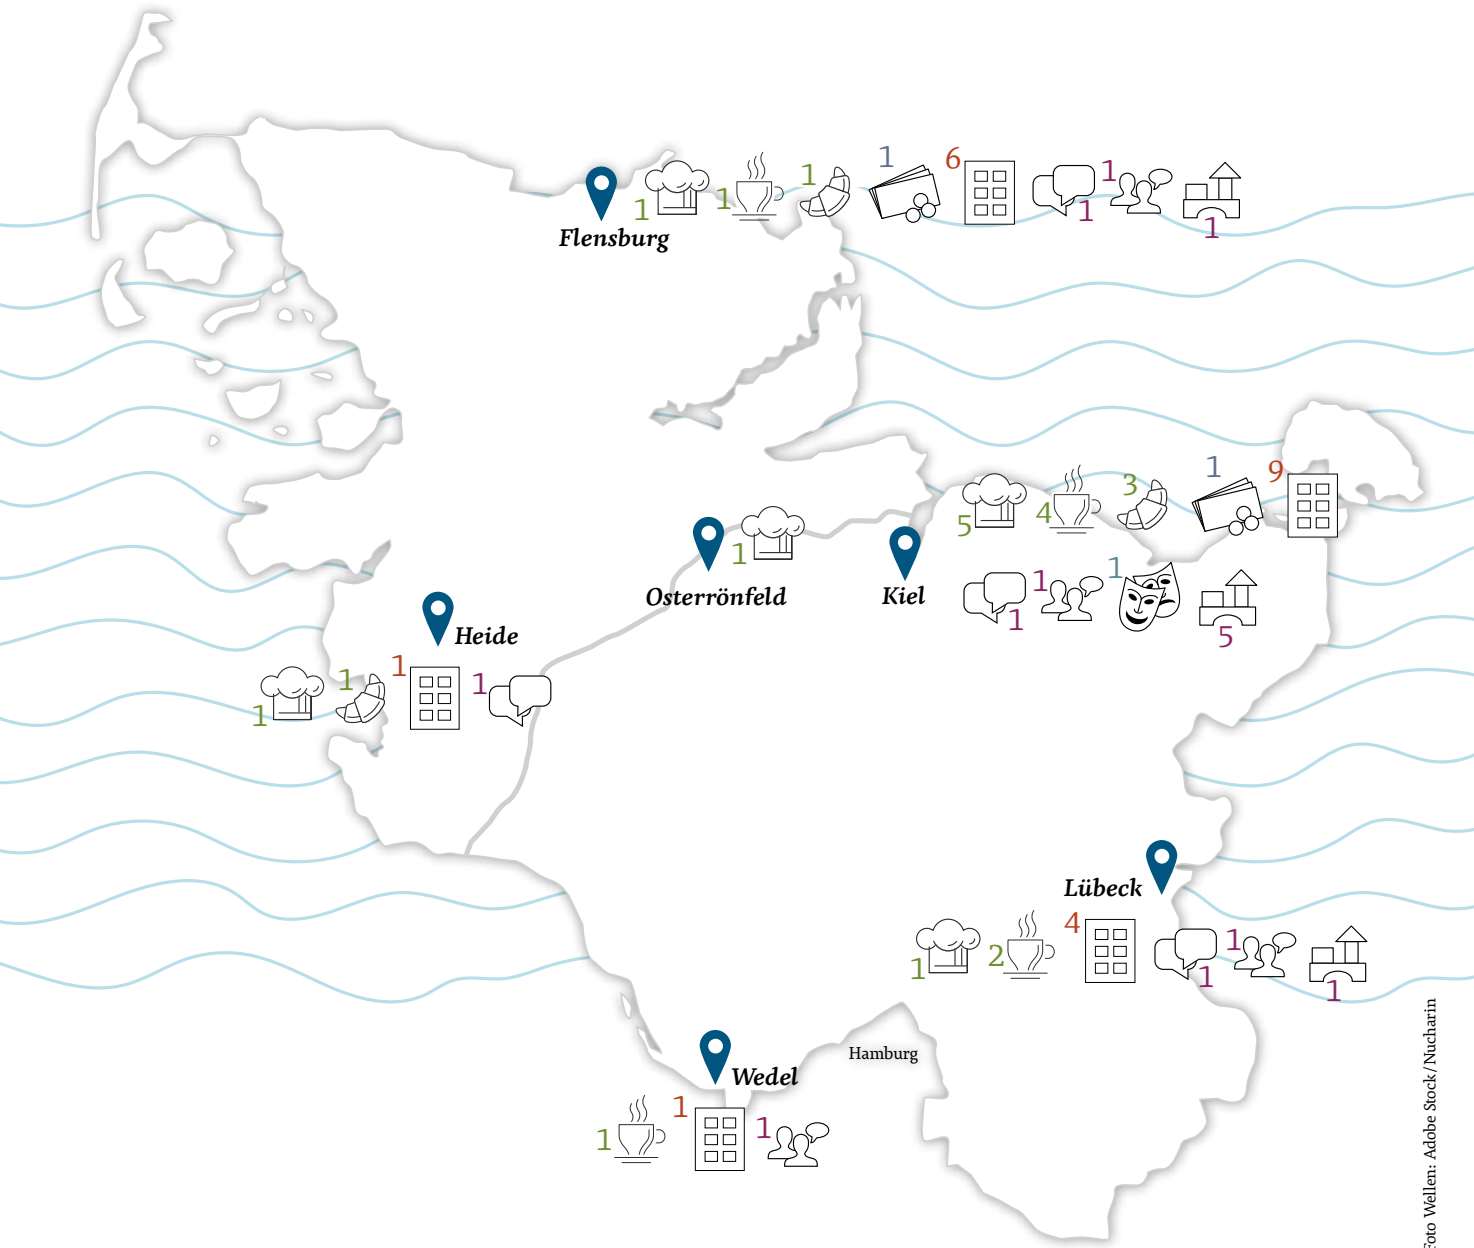 1 1 1 1 6 1 1 1
Flensburg
5 4 3 1 9
1
Osterrönfeld
Kiel
1 1 1 5
Heide
1 1 1 1
Lübeck
1 2 4 1 1 1
Hamburg
Wedel
1 1 1
Foto Wellen: Adobe Stock/Nucharin